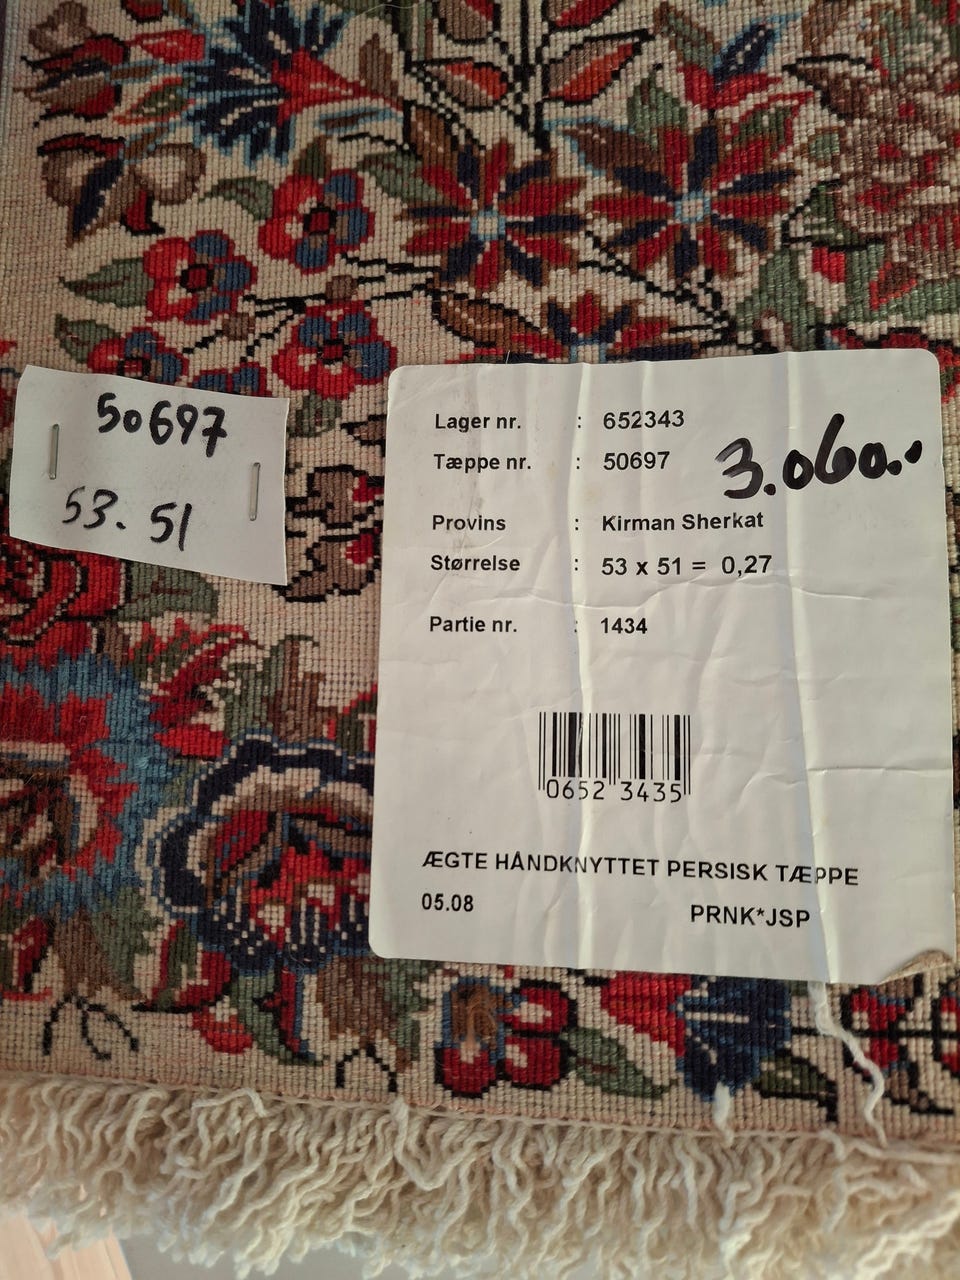 50697
53. 51
Lager nr. : 652343
Tæppe nr. : 50697
3.060..
Provins : Kirman Sherkat
Størrelse : 53 x 51 = 0,27
Partie nr. : 1434
0652 3435
ÆGTE HÅNDKNYTTET PERSISK TÆPPE
05.08 PRNK*JSP